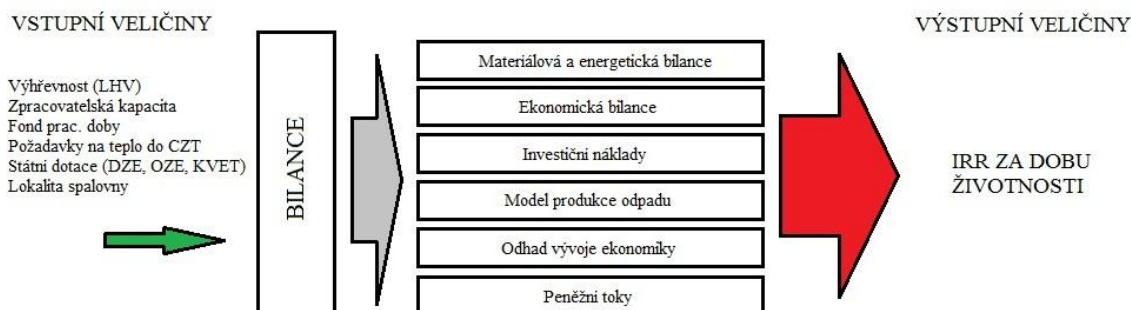 VSTUPNÍ VELIČINY
Výhřevnost (LHV)
Zpracovatelská kapacita
Fond prac. doby
Požadavky na teplo do CZT
Státní dotace (DZE, OZE, KVET)
Lokalita spalovny
BILANCE
Materiálová a energetická bilance
Ekonomická bilance
Investiční náklady
Model produkce odpadu
Odhad vývoje ekonomiky
Peněžní toky
VÝSTUPNÍ VELIČINY
IRR ZA DOBU
ŽIVOTNOSTI